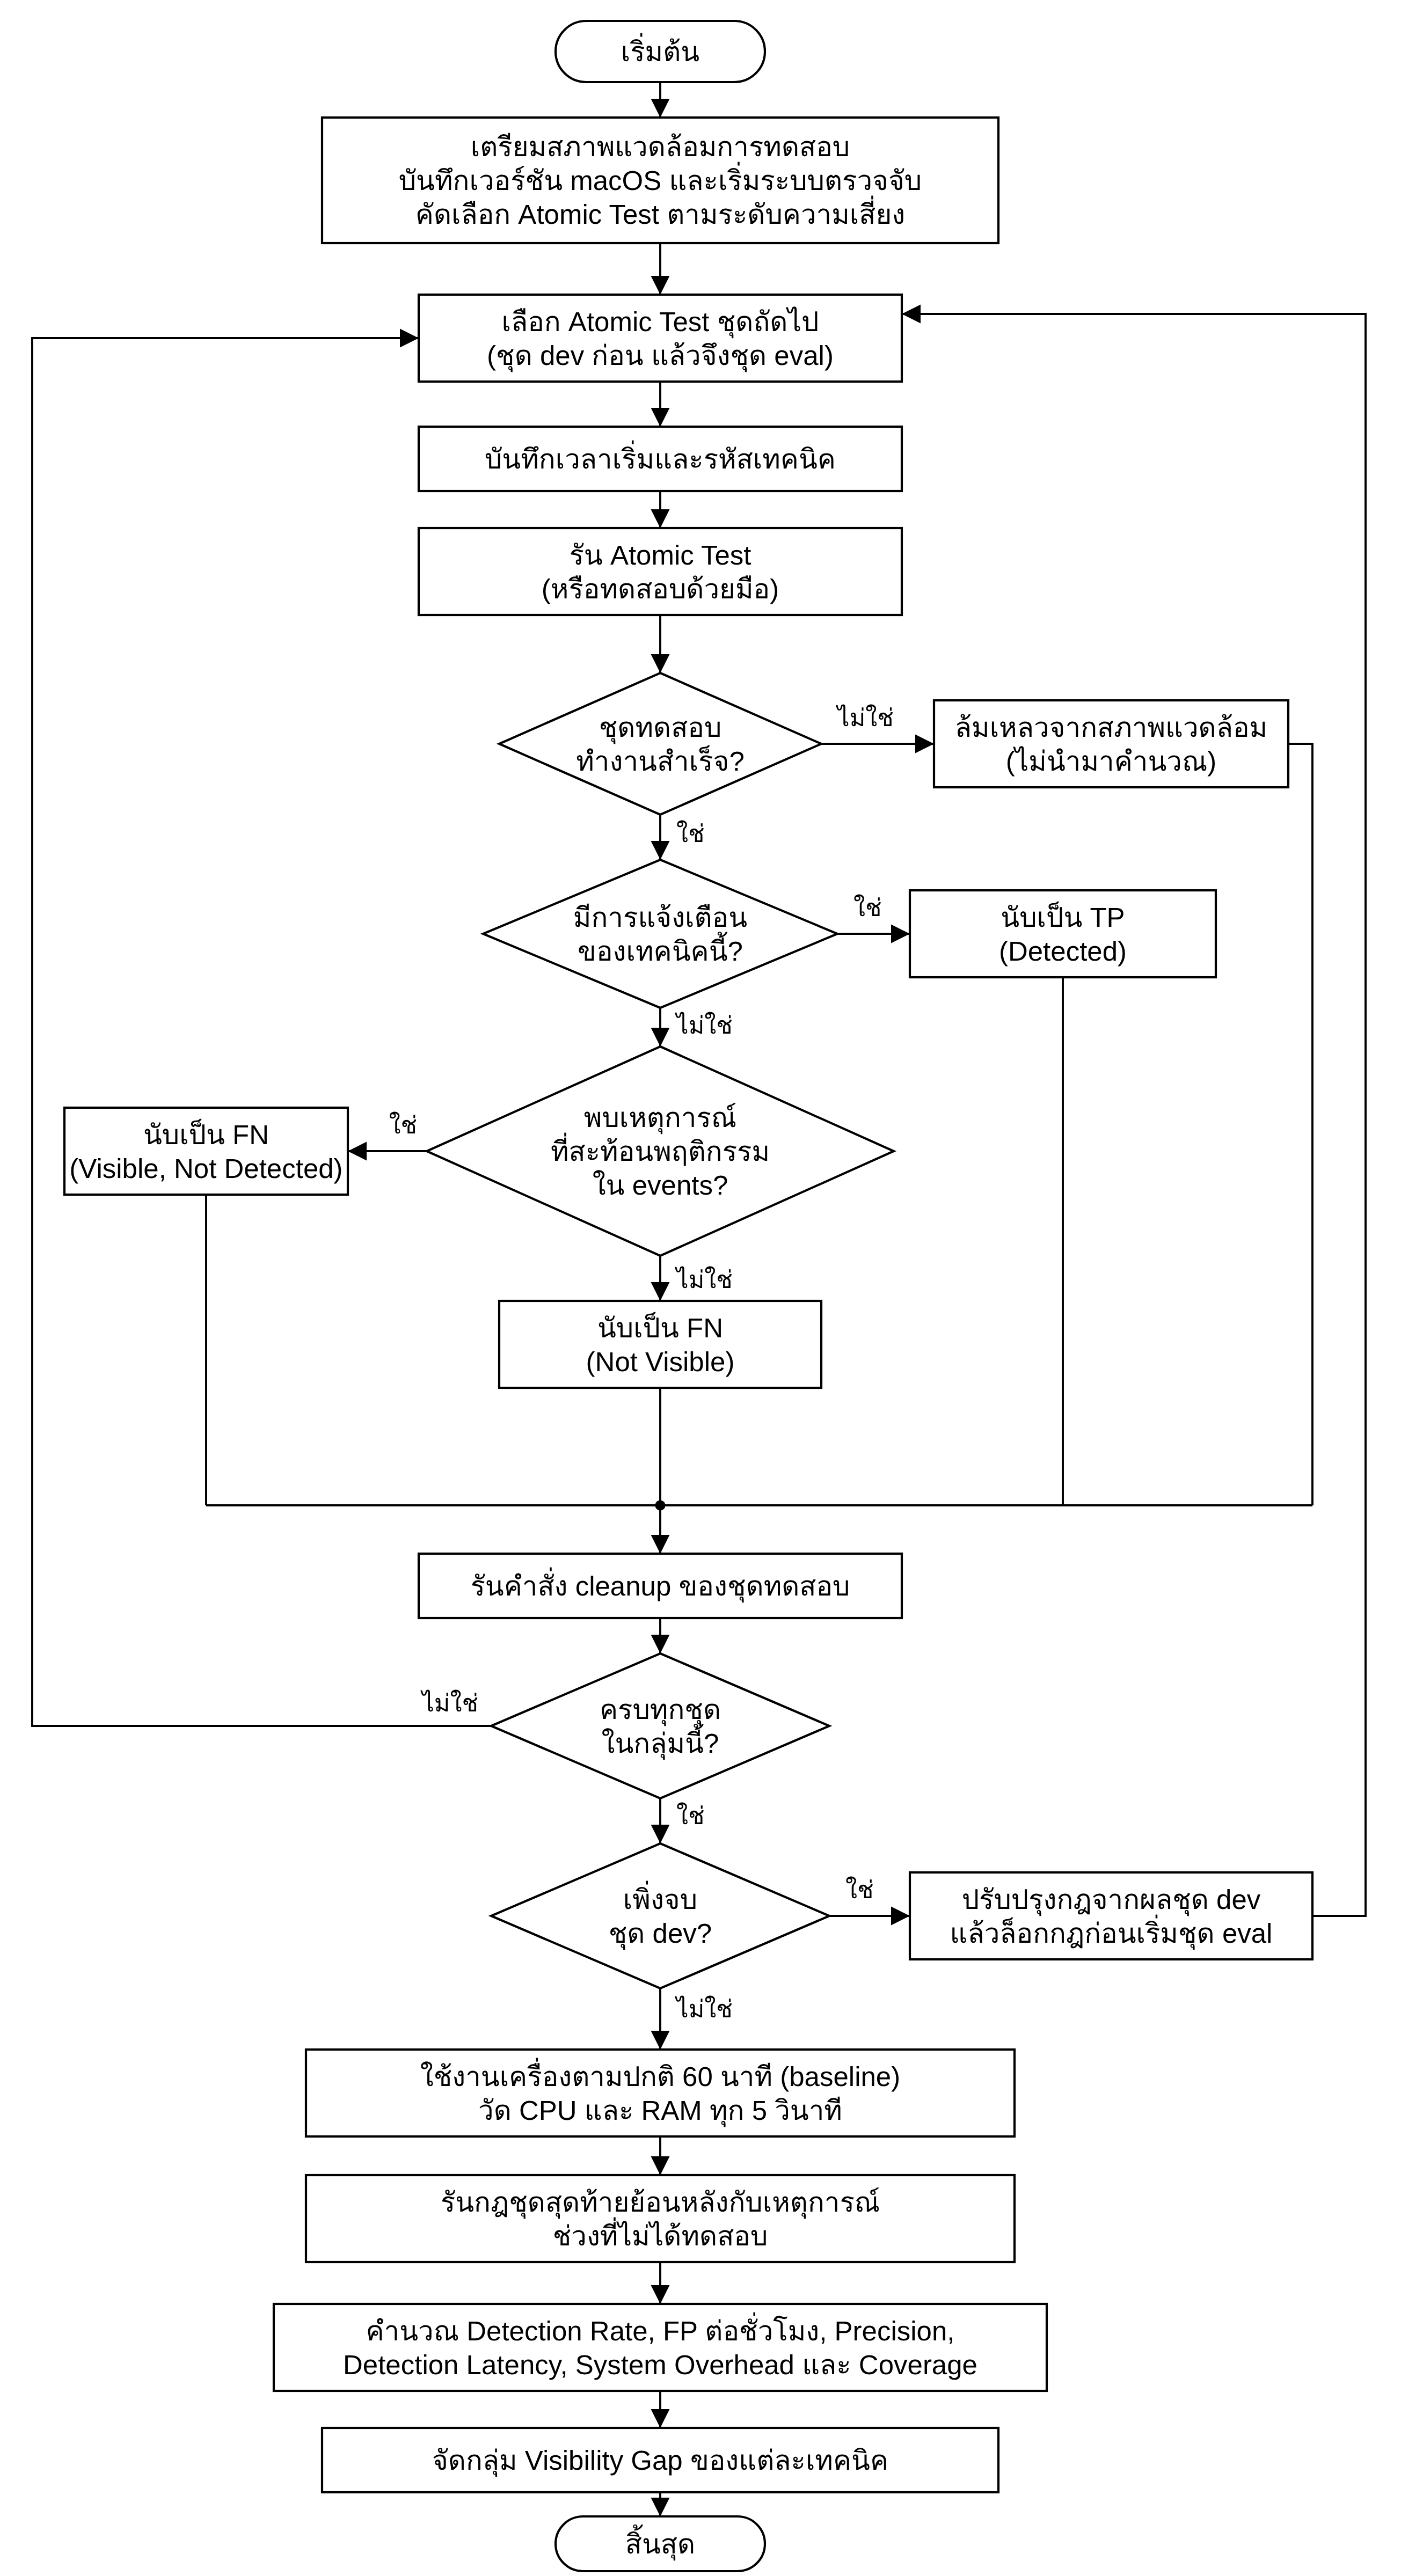 เริ่มต้น
เตรียมสภาพแวดล้อมการทดสอบ
บันทึกเวอร์ชัน macOS และเริ่มระบบตรวจจับ
คัดเลือก Atomic Test ตามระดับความเสี่ยง
เลือก Atomic Test ชุดถัดไป
(ชุด dev ก่อน แล้วจึงชุด eval)
บันทึกเวลาเริ่มและรหัสเทคนิค
รัน Atomic Test
(หรือทดสอบด้วยมือ)
ชุดทดสอบ
ทำงานสำเร็จ?
ไม่ใช่
ล้มเหลวจากสภาพแวดล้อม
(ไม่นำมาคำนวณ)
ใช่
มีการแจ้งเตือน
ของเทคนิคนี้?
ใช่
นับเป็น TP
(Detected)
ไม่ใช่
พบเหตุการณ์
ที่สะท้อนพฤติกรรม
ใน events?
ใช่
นับเป็น FN
(Visible, Not Detected)
ไม่ใช่
นับเป็น FN
(Not Visible)
รันคำสั่ง cleanup ของชุดทดสอบ
ครบทุกชุด
ในกลุ่มนี้?
ไม่ใช่
ใช่
เพิ่งจบ
ชุด dev?
ใช่
ปรับปรุงกฎจากผลชุด dev
แล้วล็อกกฎก่อนเริ่มชุด eval
ไม่ใช่
ใช้งานเครื่องตามปกติ 60 นาที (baseline)
วัด CPU และ RAM ทุก 5 วินาที
รันกฎชุดสุดท้ายย้อนหลังกับเหตุการณ์
ช่วงที่ไม่ได้ทดสอบ
คำนวณ Detection Rate, FP ต่อชั่วโมง, Precision,
Detection Latency, System Overhead และ Coverage
จัดกลุ่ม Visibility Gap ของแต่ละเทคนิค
สิ้นสุด